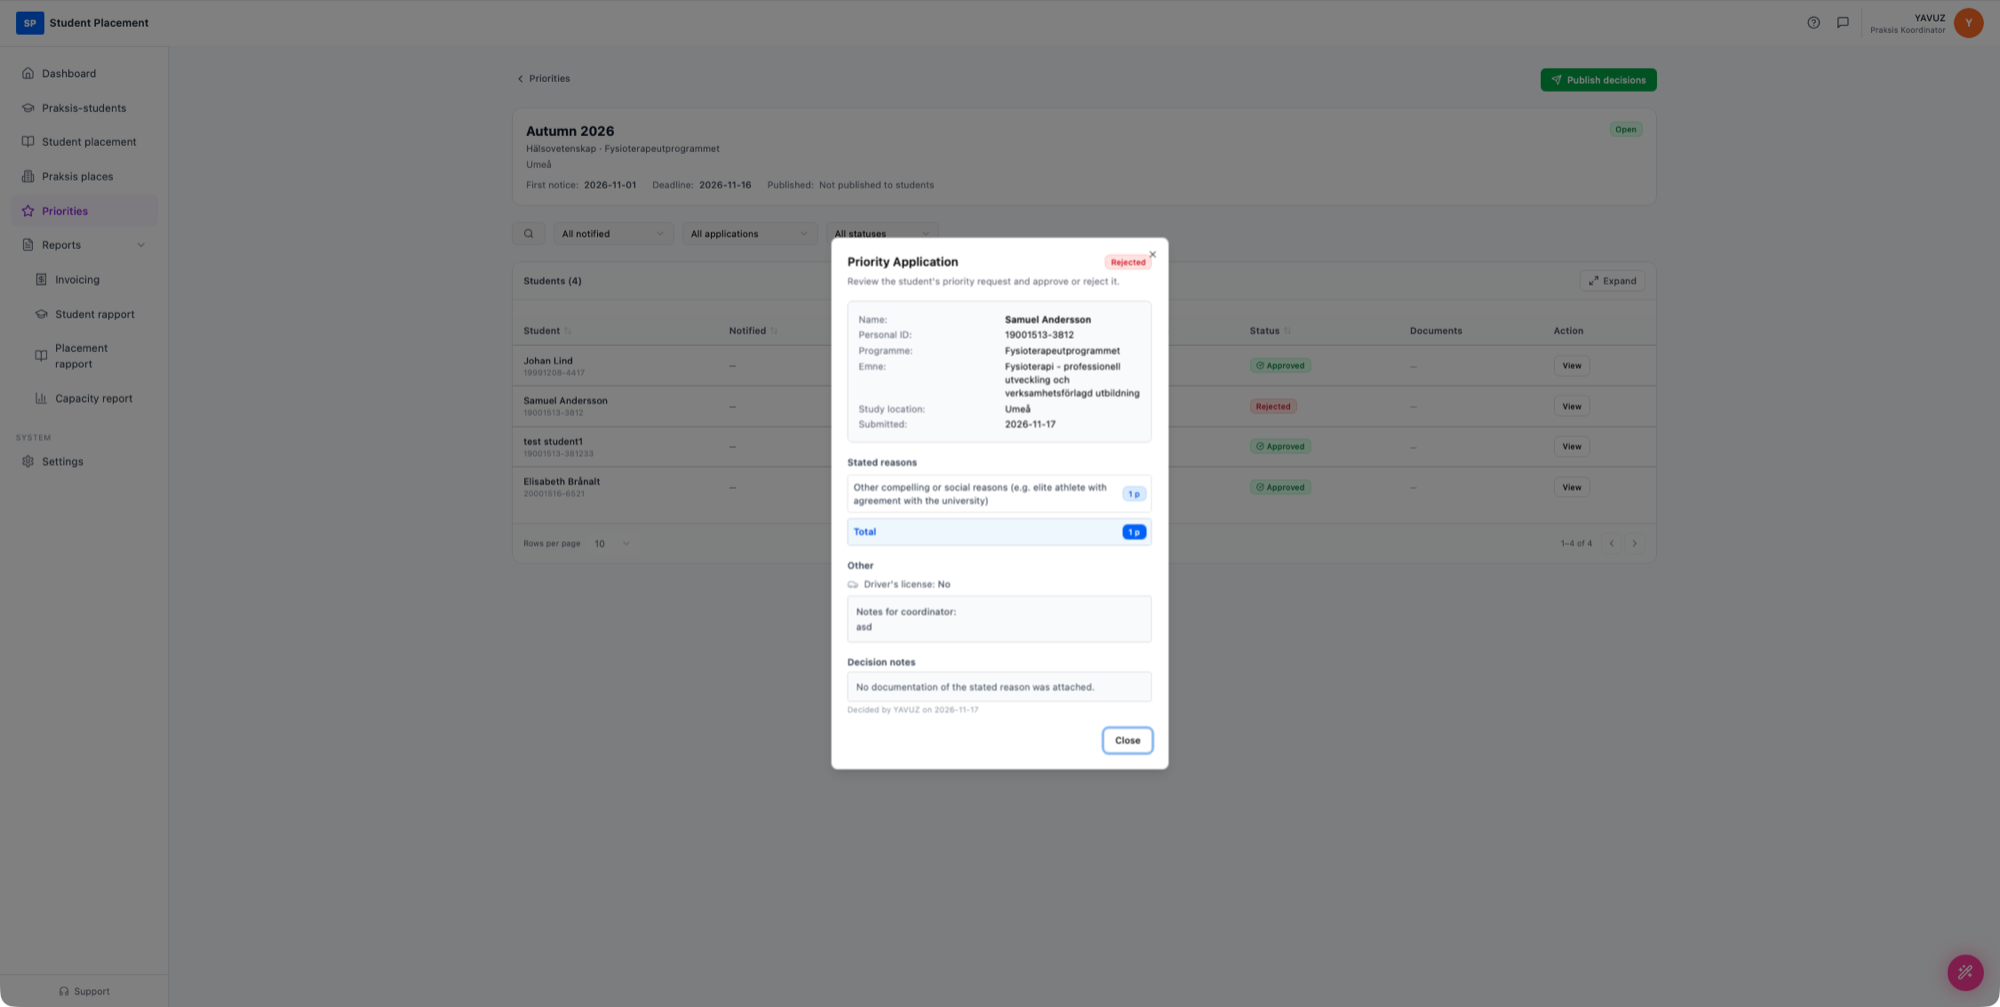 SP Student Placement
YAVUZ
Praksis Koordinator
Y
Dashboard
Praksis-students
Student placement
Praksis places
Priorities
Reports
Invoicing
Student rapport
Placement
rapport
Capacity report
SYSTEM
Settings
Support
Priorities
Publish decisions
Autumn 2026
Open
Hälsovetenskap · Fysioterapeutprogrammet
Umeå
First notice: 2026-11-01 Deadline: 2026-11-16 Published: Not published to students
All notified All applications All statuses
Students (4)
Expand
Student Notified Status Documents Action
Johan Lind
19991208-4417
— Approved — View
Samuel Andersson
19001513-3812
— Rejected — View
test student1
19001513-381233
— Approved — View
Elisabeth Brånalt
20001516-6621
— Approved — View
Rows per page 10
1–4 of 4
Priority Application
Rejected
Review the student's priority request and approve or reject it.
Name: Samuel Andersson
Personal ID: 19001513-3812
Programme: Fysioterapeutprogrammet
Emne: Fysioterapi - professionell
utveckling och
verksamhetsförlagd utbildning
Study location: Umeå
Submitted: 2026-11-17
Stated reasons
Other compelling or social reasons (e.g. elite athlete with
agreement with the university)
1 p
Total 1 p
Other
Driver's license: No
Notes for coordinator:
asd
Decision notes
No documentation of the stated reason was attached.
Decided by YAVUZ on 2026-11-17
Close